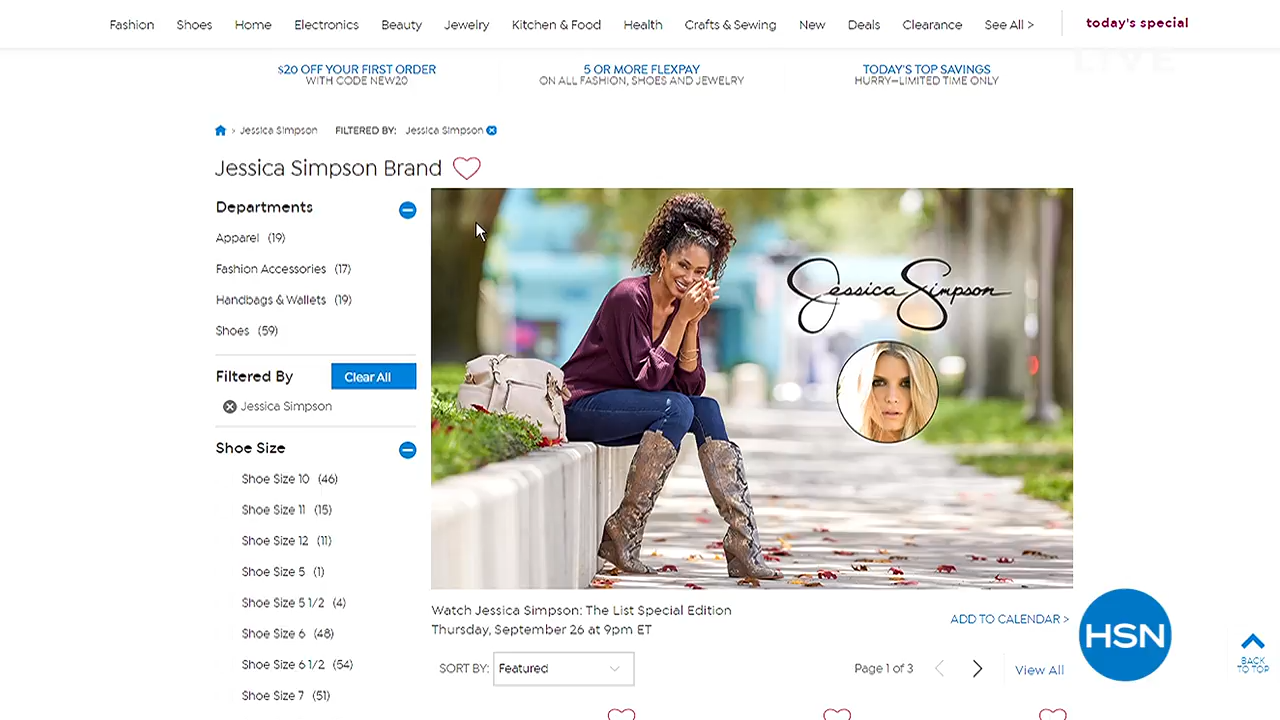 Fashion Shoes Home Electronics Beauty Jewelry Kitchen & Food Health Crafts & Sewing New Deals Clearance See All > today's special
LIVE
$20 OFF YOUR FIRST ORDER
WITH CODE NEW20
5 OR MORE FLEXPAY
ON ALL FASHION, SHOES AND JEWELRY
TODAY'S TOP SAVINGS
HURRY—LIMITED TIME ONLY
> Jessica Simpson FILTERED BY: Jessica Simpson
Jessica Simpson Brand
Departments
Apparel (19)
Fashion Accessories (17)
Handbags & Wallets (19)
Shoes (59)
Filtered By Clear All
Jessica Simpson
Shoe Size
Shoe Size 10 (46)
Shoe Size 11 (15)
Shoe Size 12 (11)
Shoe Size 5 (1)
Shoe Size 5 1/2 (4)
Shoe Size 6 (48)
Shoe Size 6 1/2 (54)
Shoe Size 7 (51)
Jessica Simpson
Watch Jessica Simpson: The List Special Edition
Thursday, September 26 at 9pm ET
ADD TO CALENDAR >
SORT BY: Featured
Page 1 of 3
View All
HSN
BACK
TO TOP